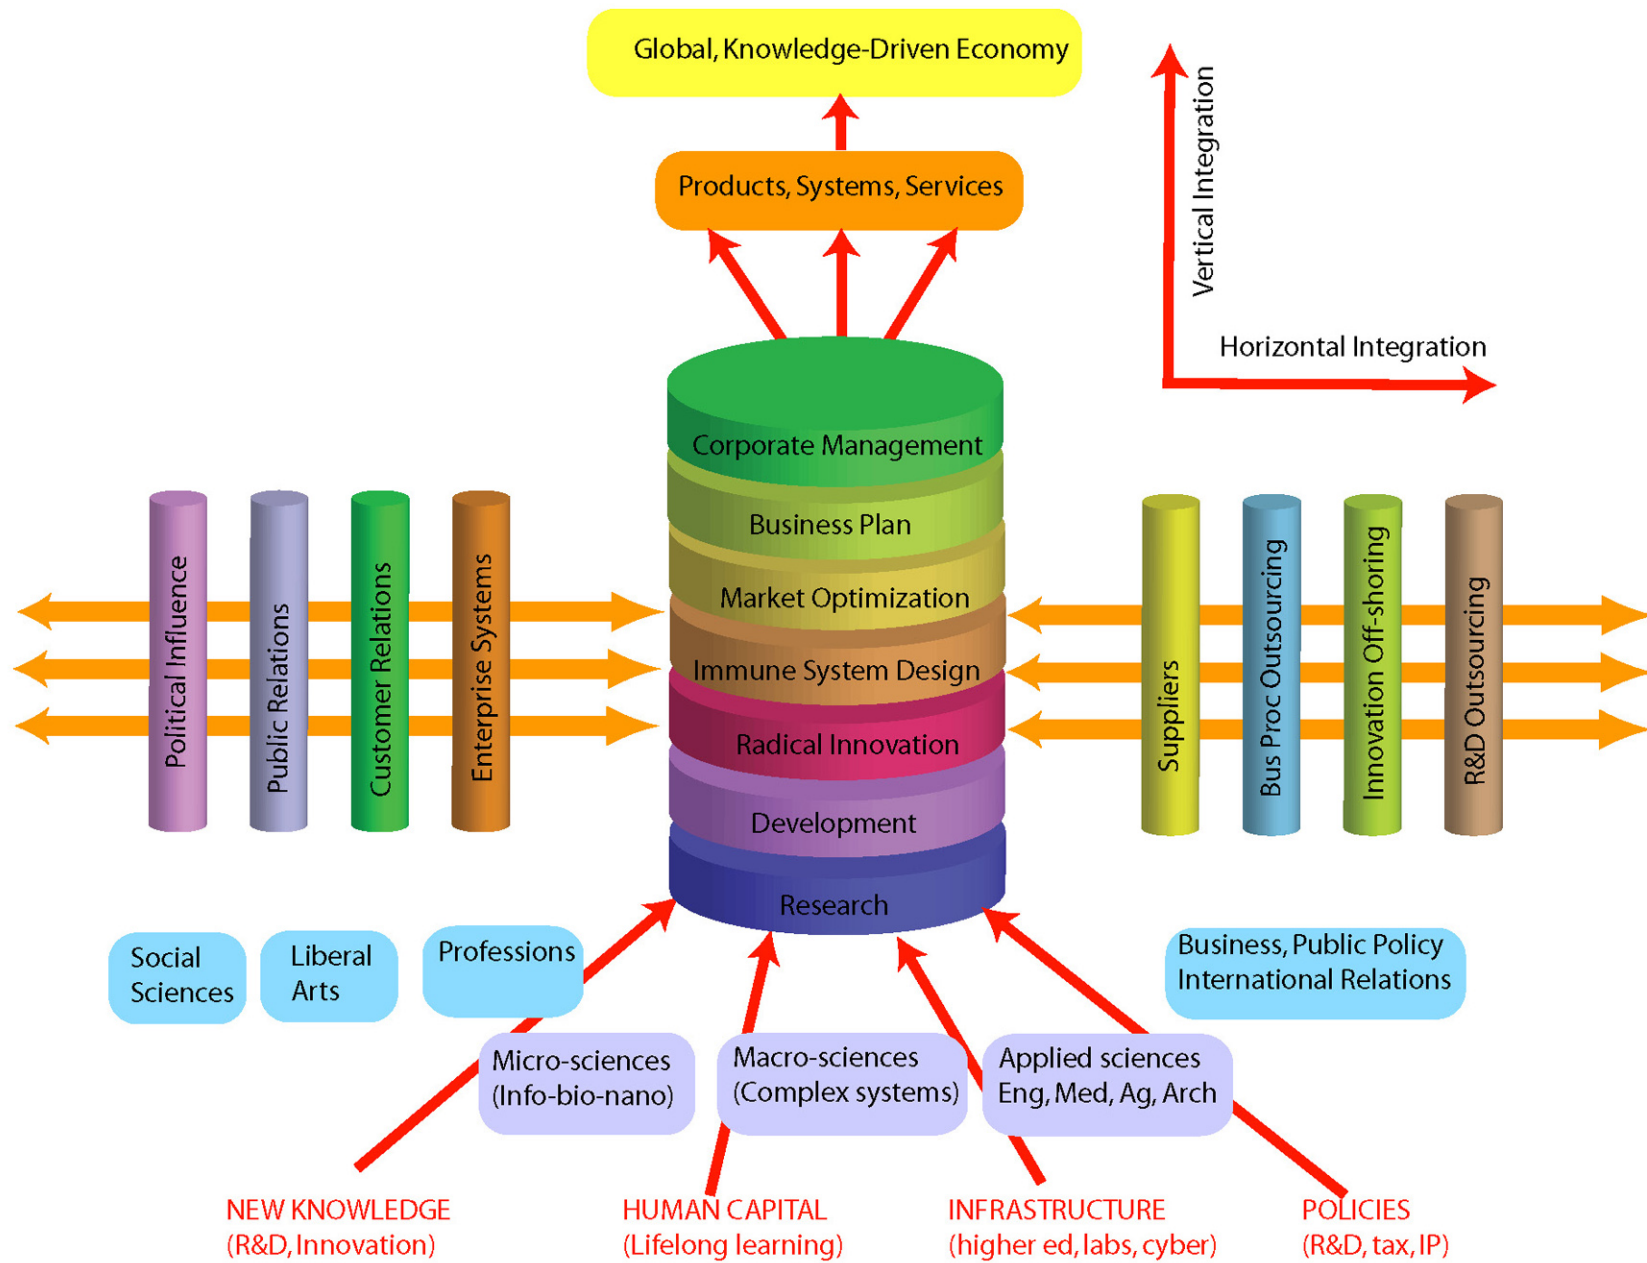 Global, Knowledge-Driven Economy
Products, Systems, Services
Vertical Integration
Horizontal Integration
Corporate Management
Business Plan
Market Optimization
Immune System Design
Radical Innovation
Development
Research
Political Influence
Public Relations
Customer Relations
Enterprise Systems
Suppliers
Bus Proc Outsourcing
Innovation Off-shoring
R&D Outsourcing
Social
Sciences
Liberal
Arts
Professions
Business, Public Policy
International Relations
Micro-sciences
(Info-bio-nano)
Macro-sciences
(Complex systems)
Applied sciences
Eng, Med, Ag, Arch
NEW KNOWLEDGE
(R&D, Innovation)
HUMAN CAPITAL
(Lifelong learning)
INFRASTRUCTURE
(higher ed, labs, cyber)
POLICIES
(R&D, tax, IP)